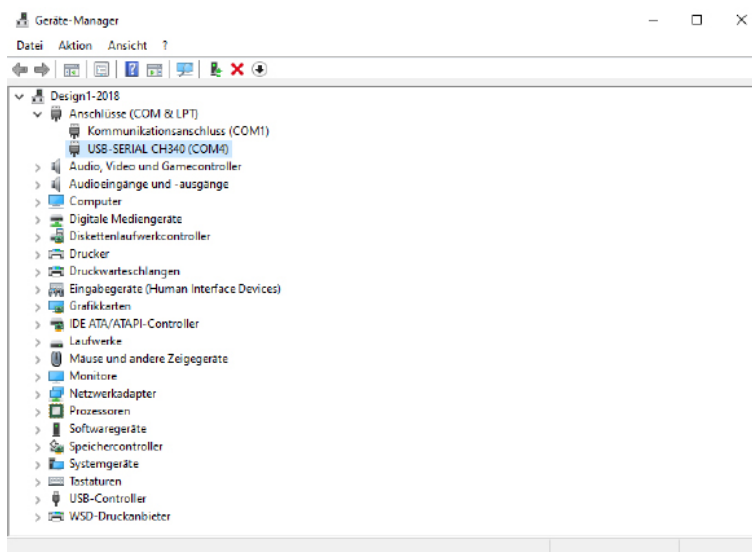 Geräte-Manager
Datei Aktion Ansicht ?
Design1-2018
Anschlüsse (COM & LPT)
Kommunikationsanschluss (COM1)
USB-SERIAL CH340 (COM4)
Audio, Video und Gamecontroller
Audioeingänge und -ausgänge
Computer
Digitale Mediengeräte
Diskettenlaufwerkcontroller
Drucker
Druckwarteschlangen
Eingabegeräte (Human Interface Devices)
Grafikkarten
IDE ATA/ATAPI-Controller
Laufwerke
Mäuse und andere Zeigegeräte
Monitore
Netzwerkadapter
Prozessoren
Softwaregeräte
Speichercontroller
Systemgeräte
Tastaturen
USB-Controller
WSD-Druckanbieter